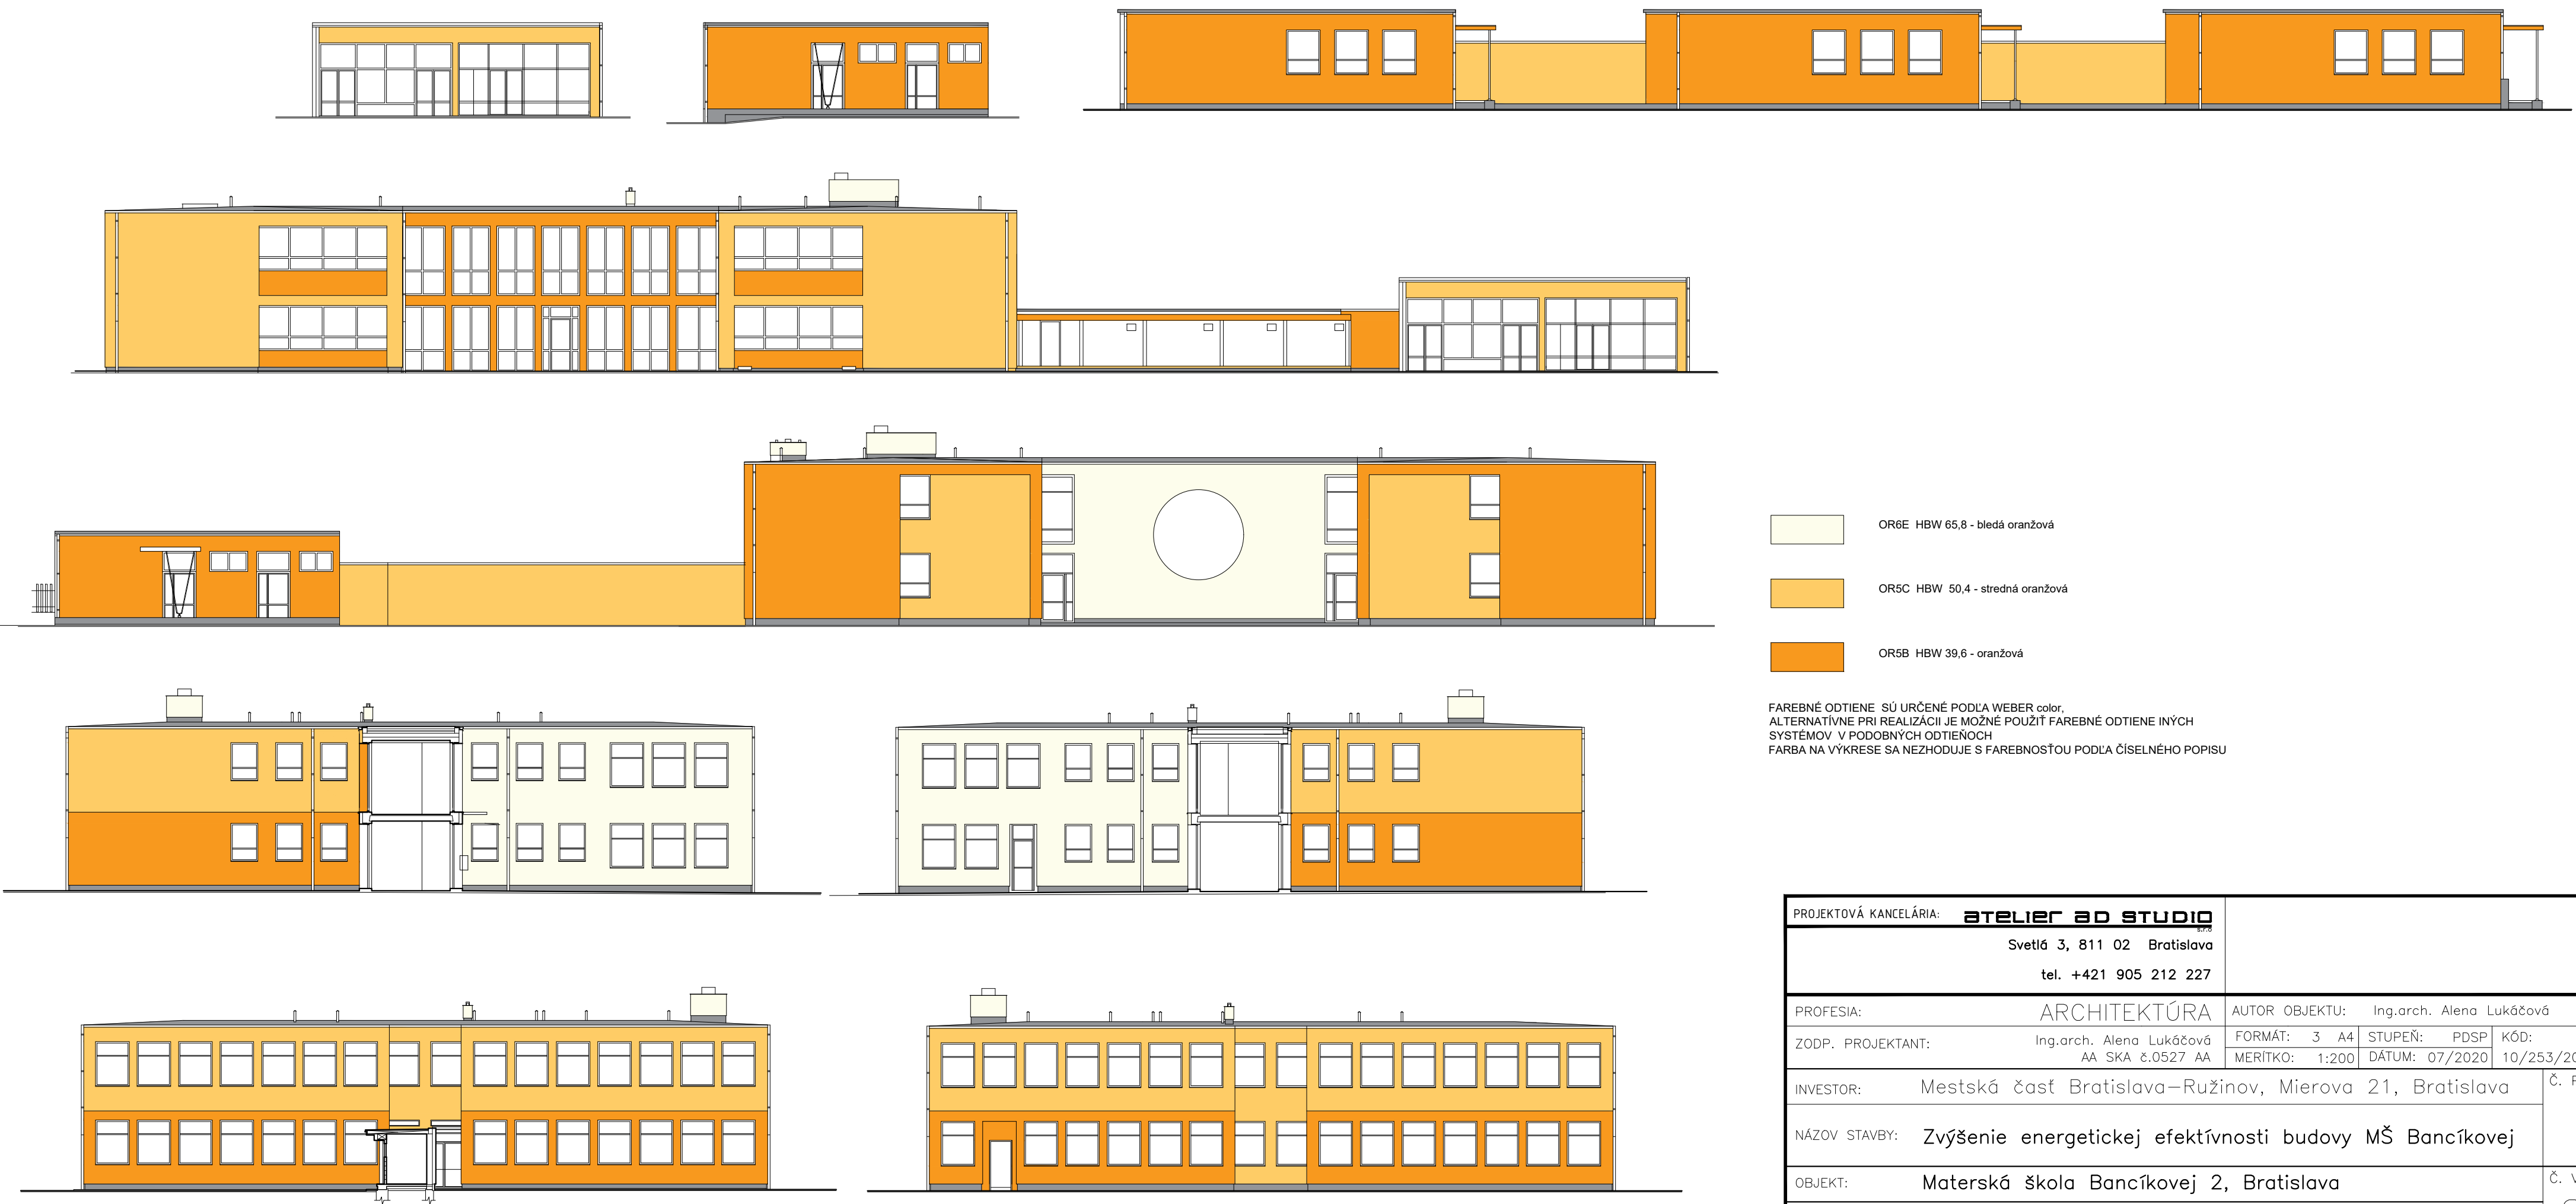 OR6E HBW 65,8 - bledá oranžová
OR5C HBW 50,4 - stredná oranžová
OR5B HBW 39,6 - oranžová
FAREBNÉ ODTIENE SÚ URČENÉ PODĽA WEBER color,
ALTERNATÍVNE PRI REALIZÁCII JE MOŽNÉ POUŽIŤ FAREBNÉ ODTIENE INÝCH
SYSTÉMOV V PODOBNÝCH ODTIEŇOCH
FARBA NA VÝKRESE SA NEZHODUJE S FAREBNOSŤOU PODĽA ČÍSELNÉHO POPISU
PROJEKTOVÁ KANCELÁRIA: ATELIER AD STUDIO
s.r.o
Svetlá 3, 811 02 Bratislava
tel. +421 905 212 227
PROFESIA: ARCHITEKTÚRA
AUTOR OBJEKTU: Ing.arch. Alena Lukáčová
ZODP. PROJEKTANT: Ing.arch. Alena Lukáčová
AA SKA č.0527 AA
FORMÁT: 3 A4 STUPEŇ: PDSP KÓD:
MERÍTKO: 1:200 DÁTUM: 07/2020 10/253/20
INVESTOR: Mestská časť Bratislava-Ružinov, Mierova 21, Bratislava
Č.
NÁZOV STAVBY: Zvýšenie energetickej efektívnosti budovy MŠ Bancíkovej
OBJEKT: Materská škola Bancíkovej 2, Bratislava
Č.